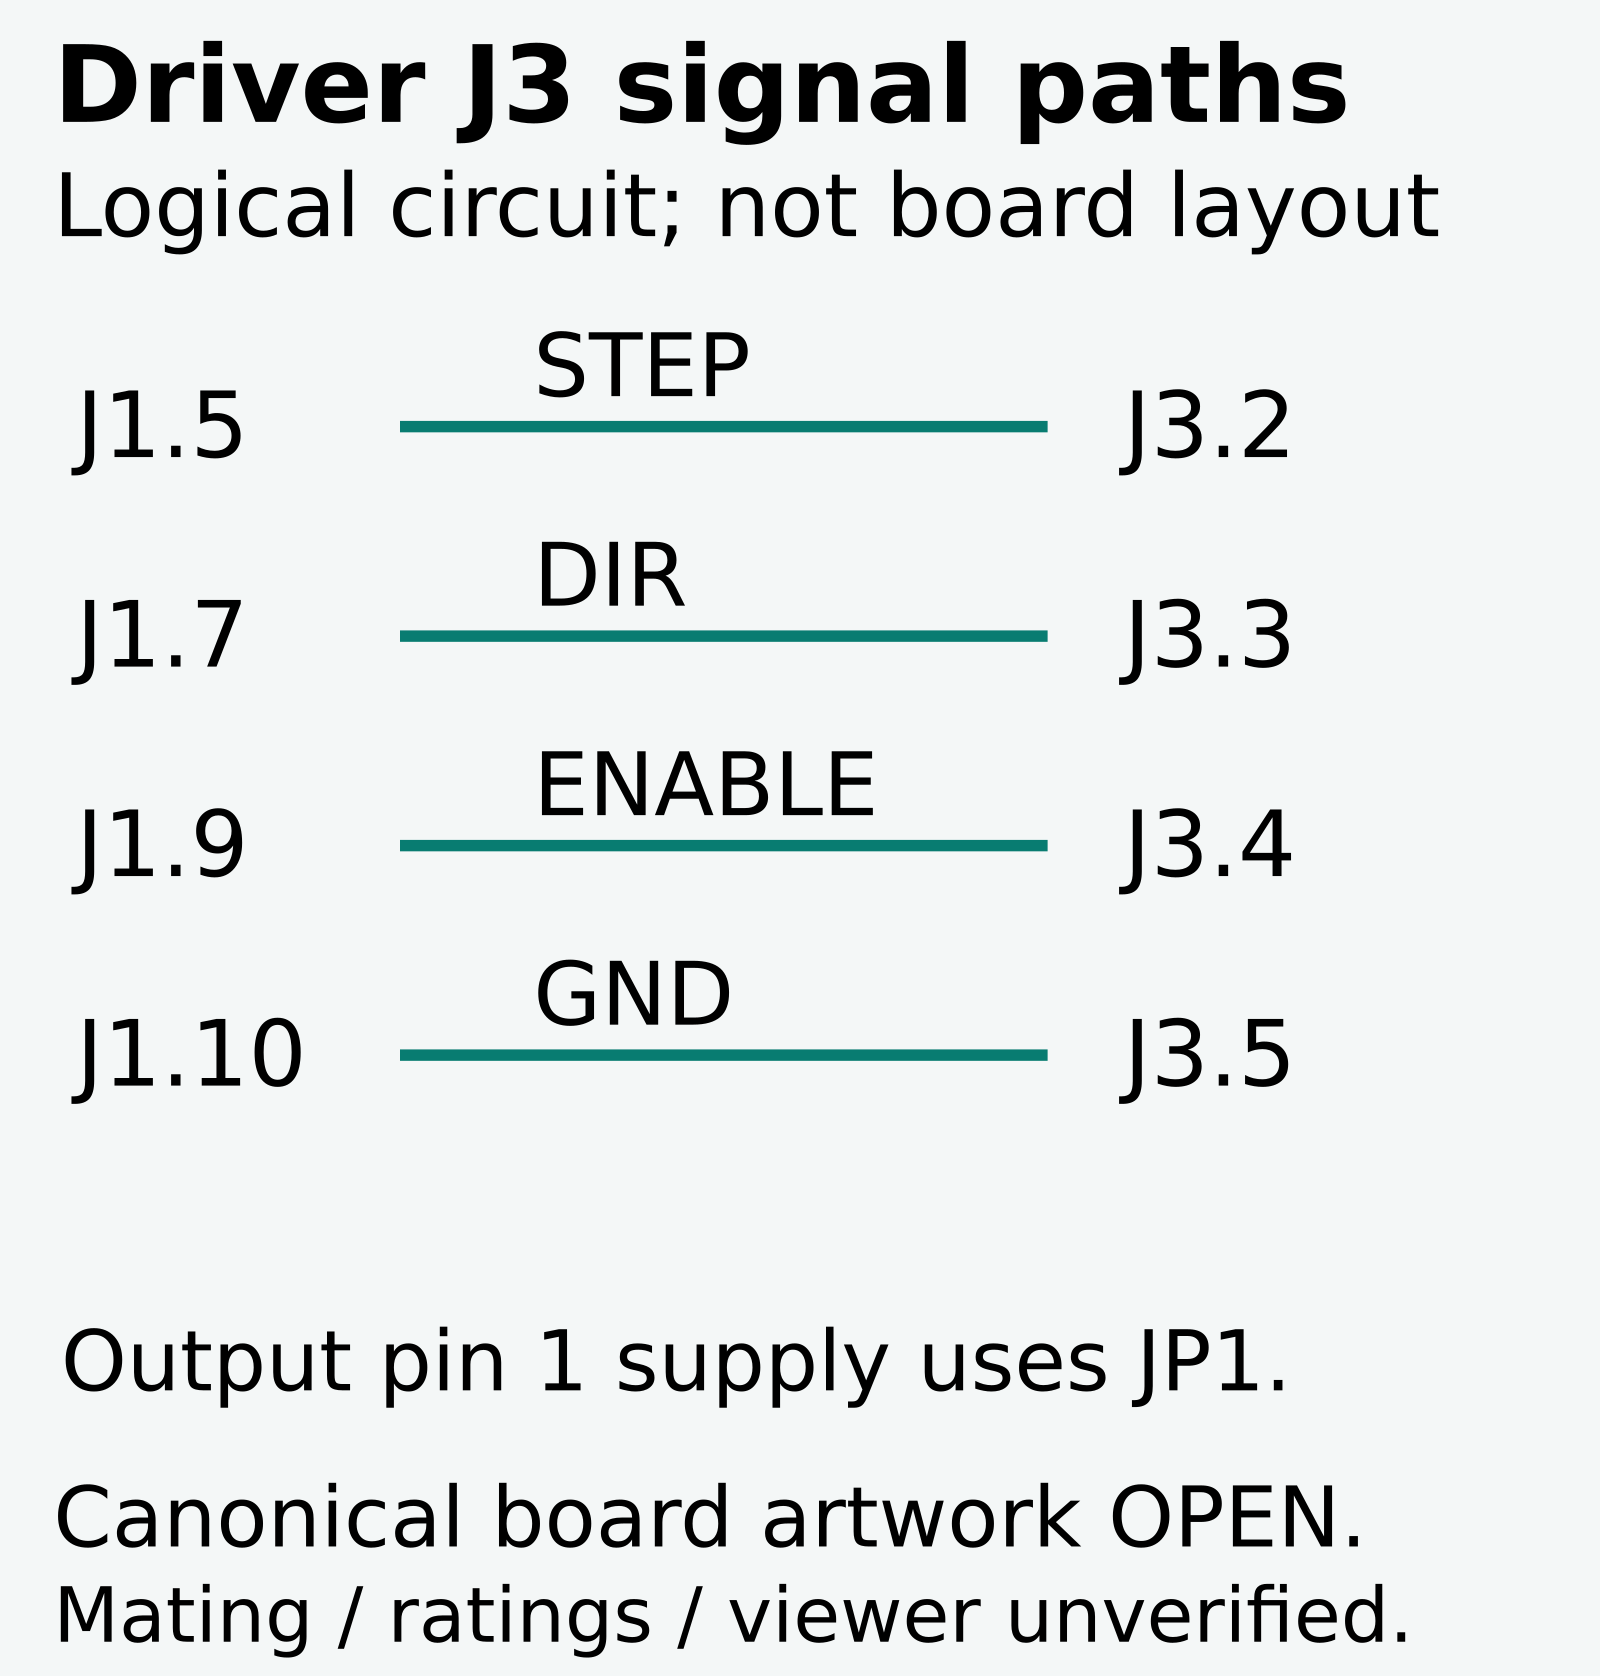 Driver J3 signal paths
Logical circuit; not board layout
STEP
J1.5 J3.2
DIR
J1.7 J3.3
ENABLE
J1.9 J3.4
GND
J1.10 J3.5
Output pin 1 supply uses JP1.
Canonical board artwork OPEN.
Mating / ratings / viewer unverified.